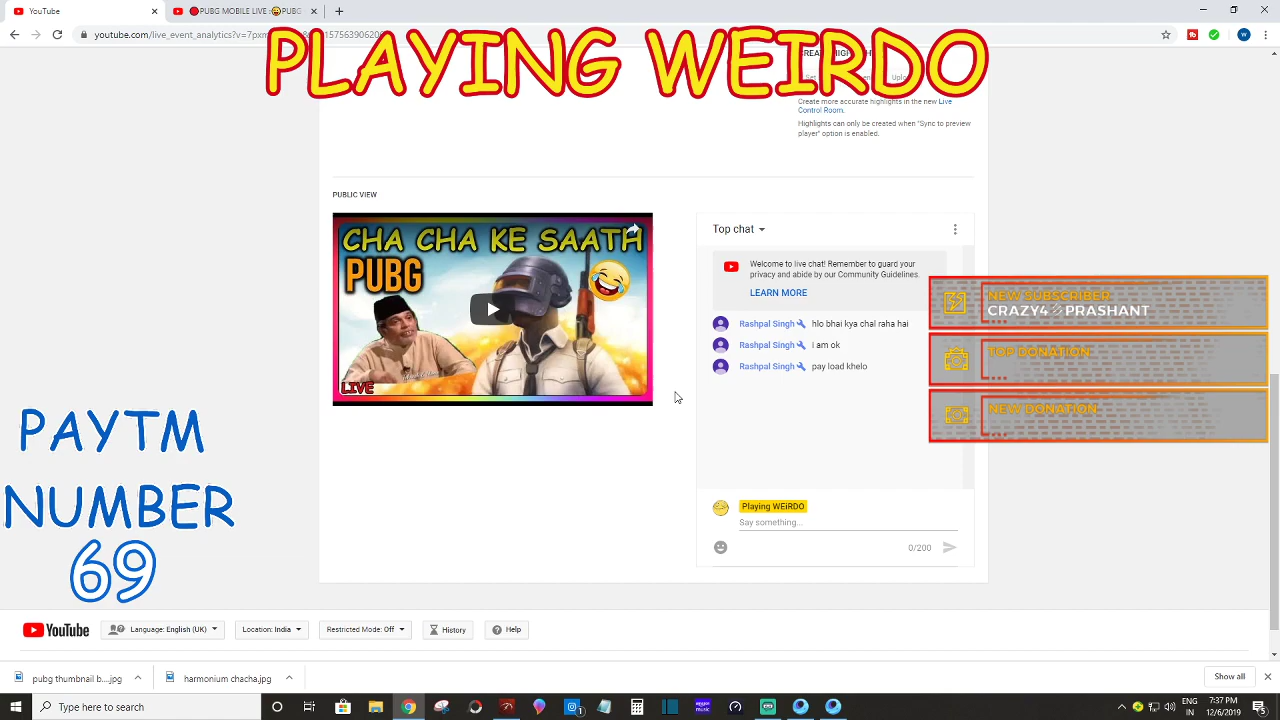 YouTube
PUBG MOBILE LIVE PUBG
youtube.com/live_event_analytics?v=7pxn
PLAYING WEIRDO
Create more accurate highlights in the new Live
Control Room.
Highlights can only be created when "Sync to preview
player" option is enabled.
PUBLIC VIEW
CHA CHA KE SAATH
PUBG
LIVE
Top chat
Welcome to live chat! Remember to guard your
privacy and abide by our Community Guidelines.
LEARN MORE
Rashpal Singh hlo bhai kya chal raha hai
Rashpal Singh i am ok
Rashpal Singh pay load khelo
Playing WEiRDO
Say something...
0/200
NEW SUBSCRIBER
CRAZY4 PRASHANT
TOP DONATION
NEW DONATION
PAYTM
NUMBER
69
YouTube
Language: English (UK)
Location: India
Restricted Mode: Off
History
Help
pubg thumbnail b....jpg
harmonium chacha.jpg
Show all
Type here to search
ENG
IN
7:37 PM
12/6/2019